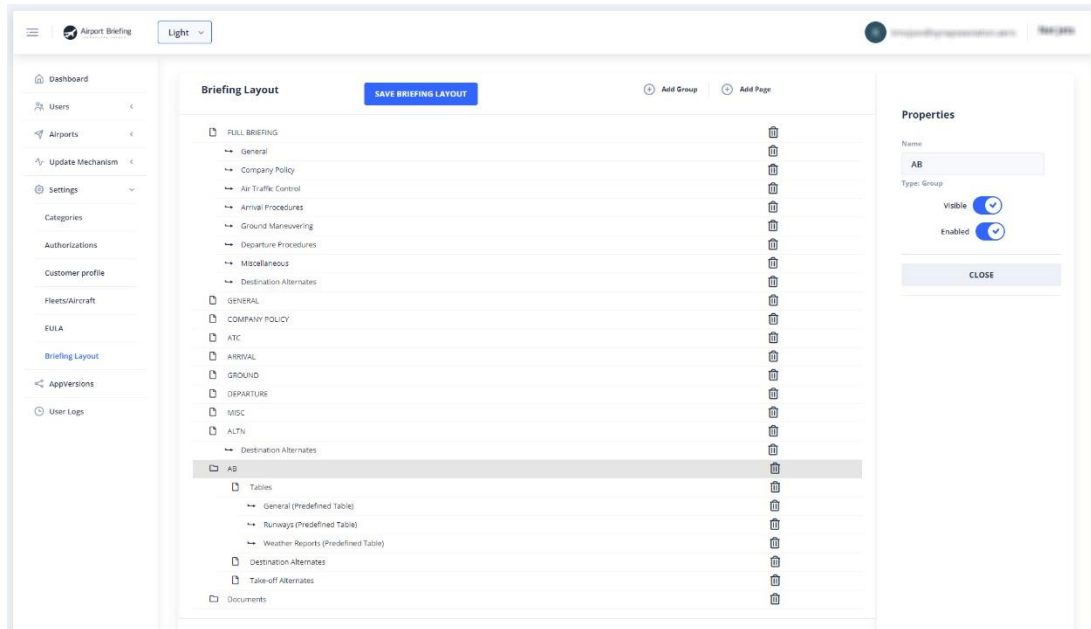 Airport Briefing
Light
Dashboard
Users
Airports
Update Mechanism
Settings
Categories
Authorizations
Customer profile
Fleets/Aircraft
EULA
Briefing Layout
AppVersions
User Logs
Briefing Layout
SAVE BRIEFING LAYOUT
Add Group
Add Page
FULL BRIEFING
General
Company Policy
Air Traffic Control
Arrival Procedures
Ground Maneuvering
Departure Procedures
Miscellaneous
Destination Alternates
GENERAL
COMPANY POLICY
ATC
ARRIVAL
GROUND
DEPARTURE
MISC
ALTN
Destination Alternates
AB
Tables
General (Predefined Table)
Runways (Predefined Table)
Weather Reports (Predefined Table)
Destination Alternates
Take-off Alternates
Documents
Properties
Name
AB
Type: Group
Visible
Enabled
CLOSE